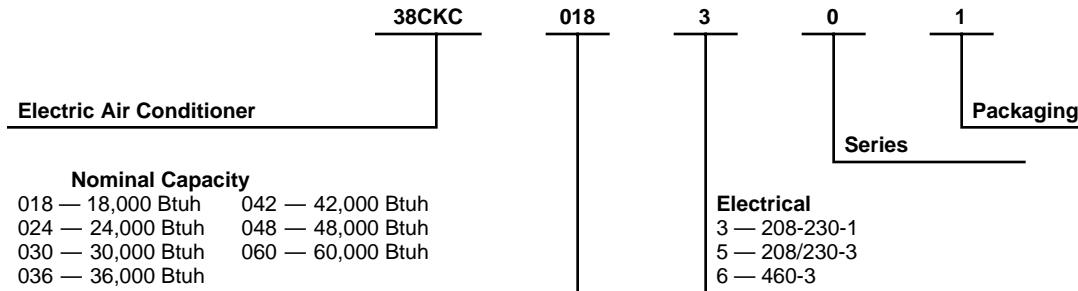 38CKC 018 3 0 1
Electric Air Conditioner
Packaging
Series
Nominal Capacity
018 — 18,000 Btuh 042 — 42,000 Btuh
024 — 24,000 Btuh 048 — 48,000 Btuh
030 — 30,000 Btuh 060 — 60,000 Btuh
036 — 36,000 Btuh
Electrical
3 — 208-230-1
5 — 208/230-3
6 — 460-3